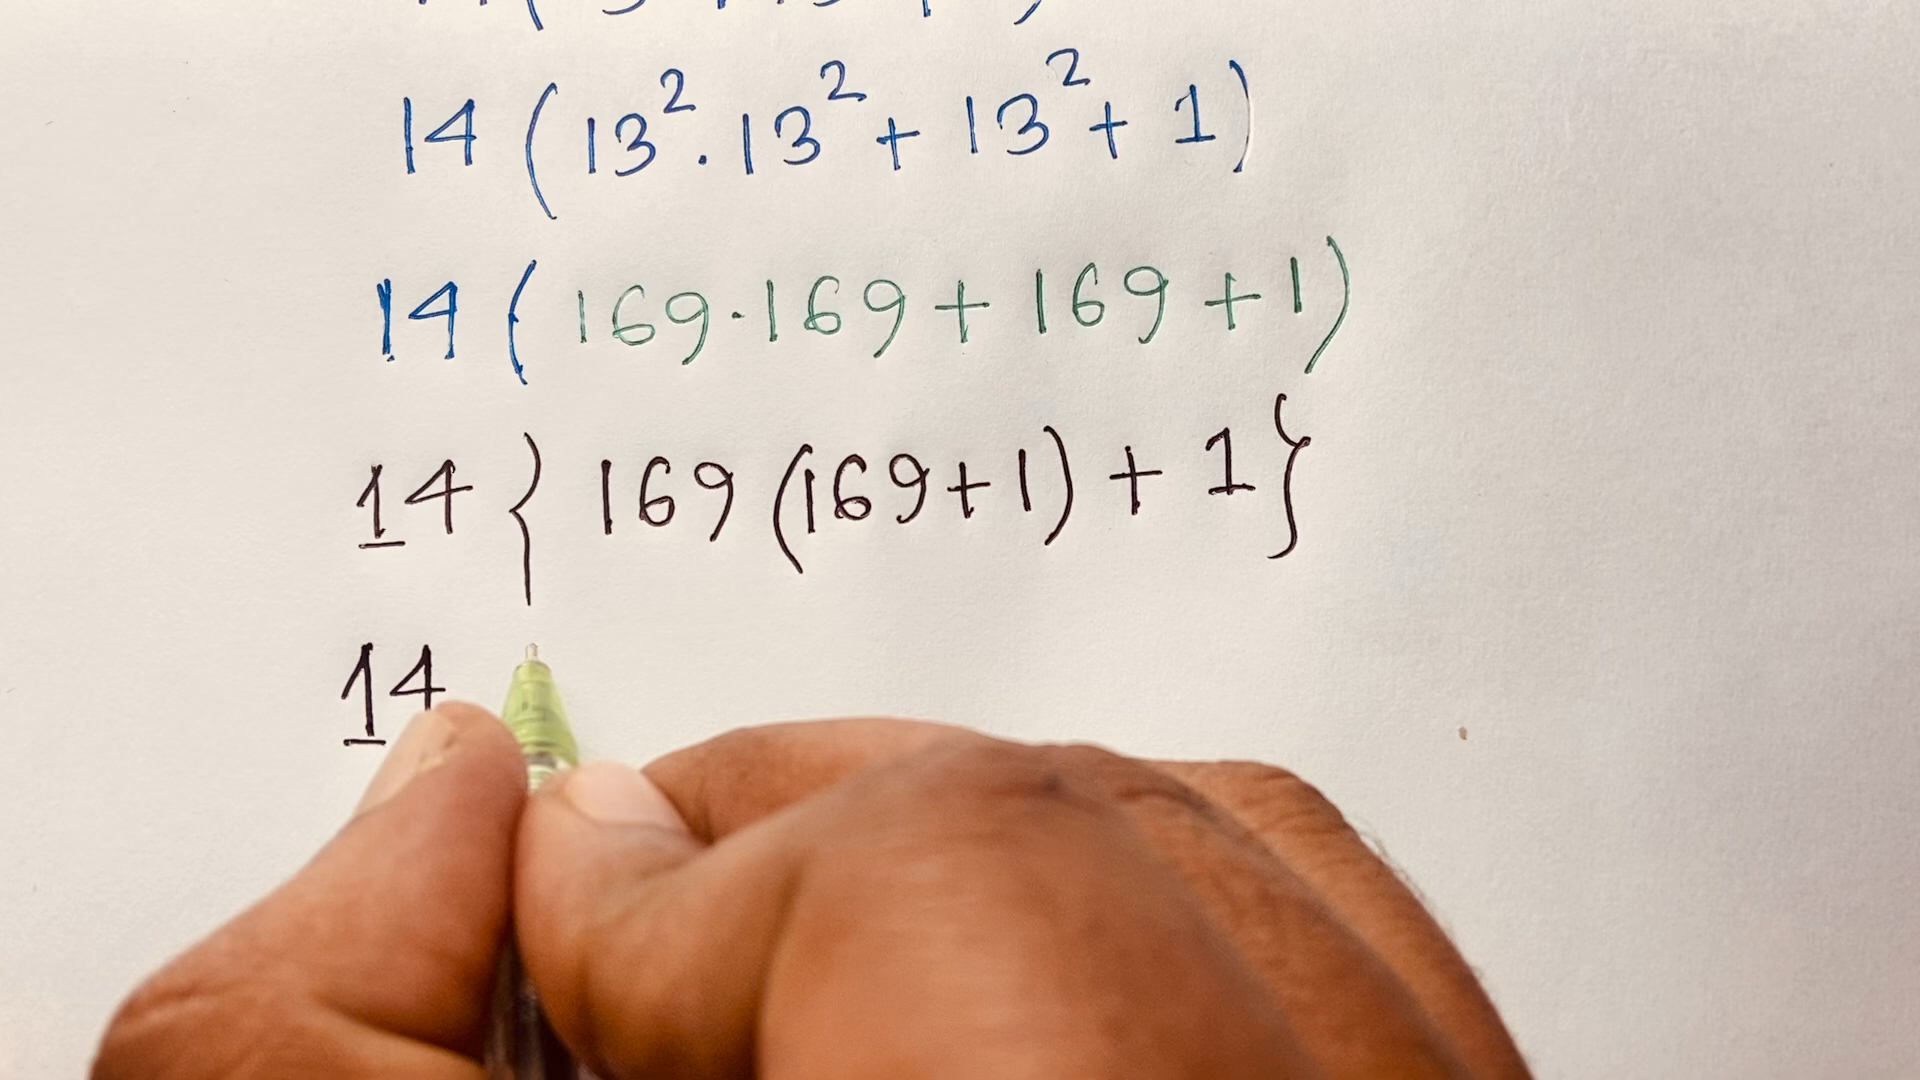 14 ( 13² . 13² + 13² + 1 )
14 ( 169 · 169 + 169 + 1 )
14 { 169 (169 + 1) + 1 }
14